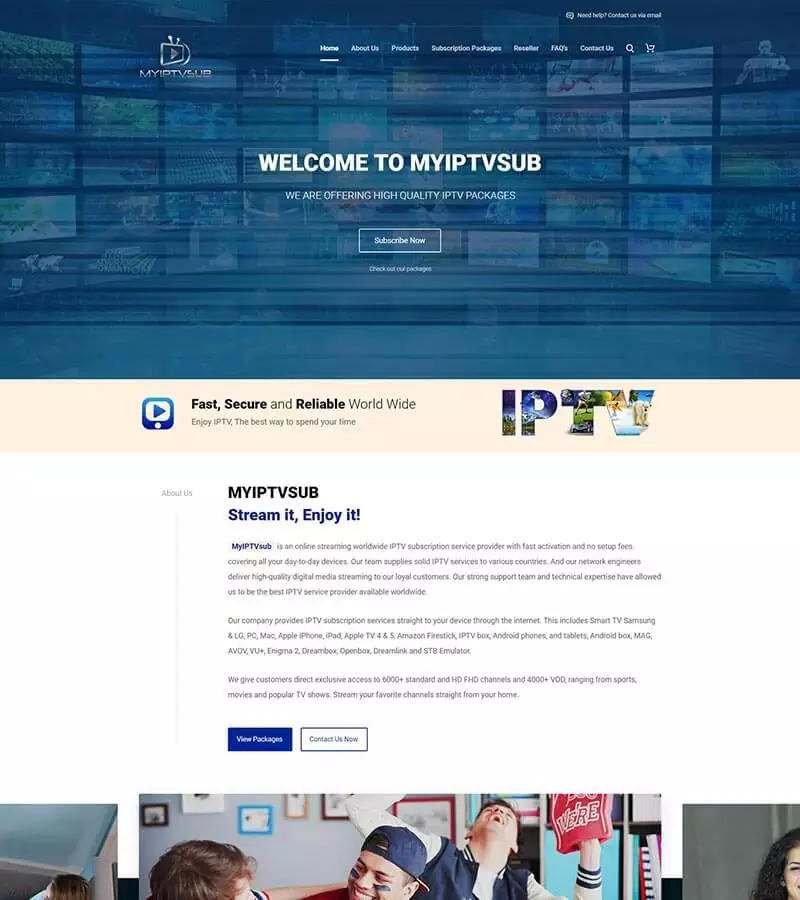 Need help? Contact us via email
MYIPTVSUB
Home About Us Products Subscription Packages Reseller FAQ's Contact Us
WELCOME TO MYIPTVSUB
WE ARE OFFERING HIGH QUALITY IPTV PACKAGES
Subscribe Now
Check out our packages
Fast, Secure and Reliable World Wide
Enjoy IPTV, The best way to spend your time
IPTV
About Us
MYIPTVSUB
Stream it, Enjoy it!
MyIPTVsub is an online streaming worldwide IPTV subscription service provider with fast activation and no setup fees.
covering all your day-to-day devices. Our team supplies solid IPTV services to various countries. And our network engineers
deliver high-quality digital media streaming to our loyal customers. Our strong support team and technical expertise have allowed
us to be the best IPTV service provider available worldwide.
Our company provides IPTV subscription services straight to your device through the internet. This includes Smart TV Samsung
& LG, PC, Mac, Apple iPhone, iPad, Apple TV 4 & 5, Amazon Firestick, IPTV box, Android phones, and tablets, Android box, MAG,
AVOV, VU+, Enigma 2, Dreambox, Openbox, Dreamlink and STB Emulator.
We give customers direct exclusive access to 6000+ standard and HD FHD channels and 4000+ VOD, ranging from sports,
movies and popular TV shows. Stream your favorite channels straight from your home.
View Packages Contact Us Now
WE'RE